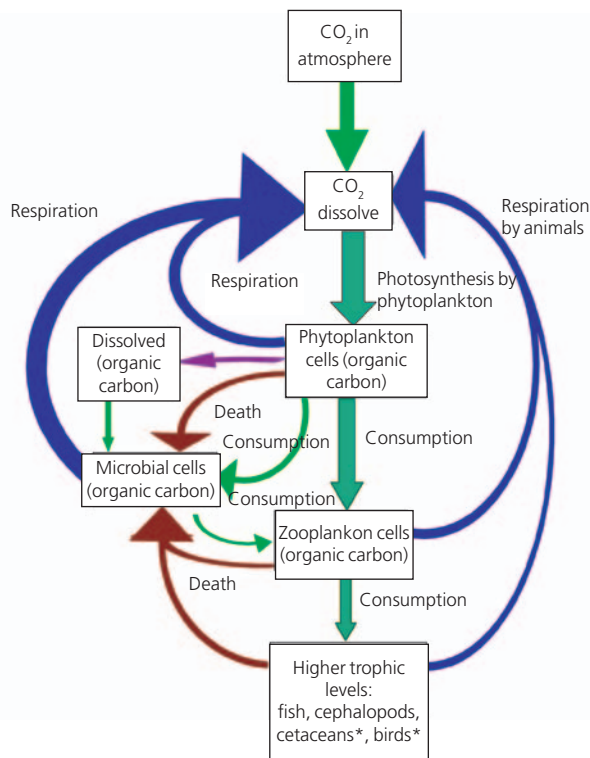 CO₂ in
atmosphere
CO₂
dissolve
Respiration
Respiration
by animals
Respiration
Photosynthesis by
phytoplankton
Dissolved
(organic
carbon)
Phytoplankton
cells (organic
carbon)
Death
Consumption
Consumption
Microbial cells
(organic carbon)
Consumption
Zooplankon cells
(organic carbon)
Death
Consumption
Higher trophic
levels:
fish, cephalopods,
cetaceans*, birds*